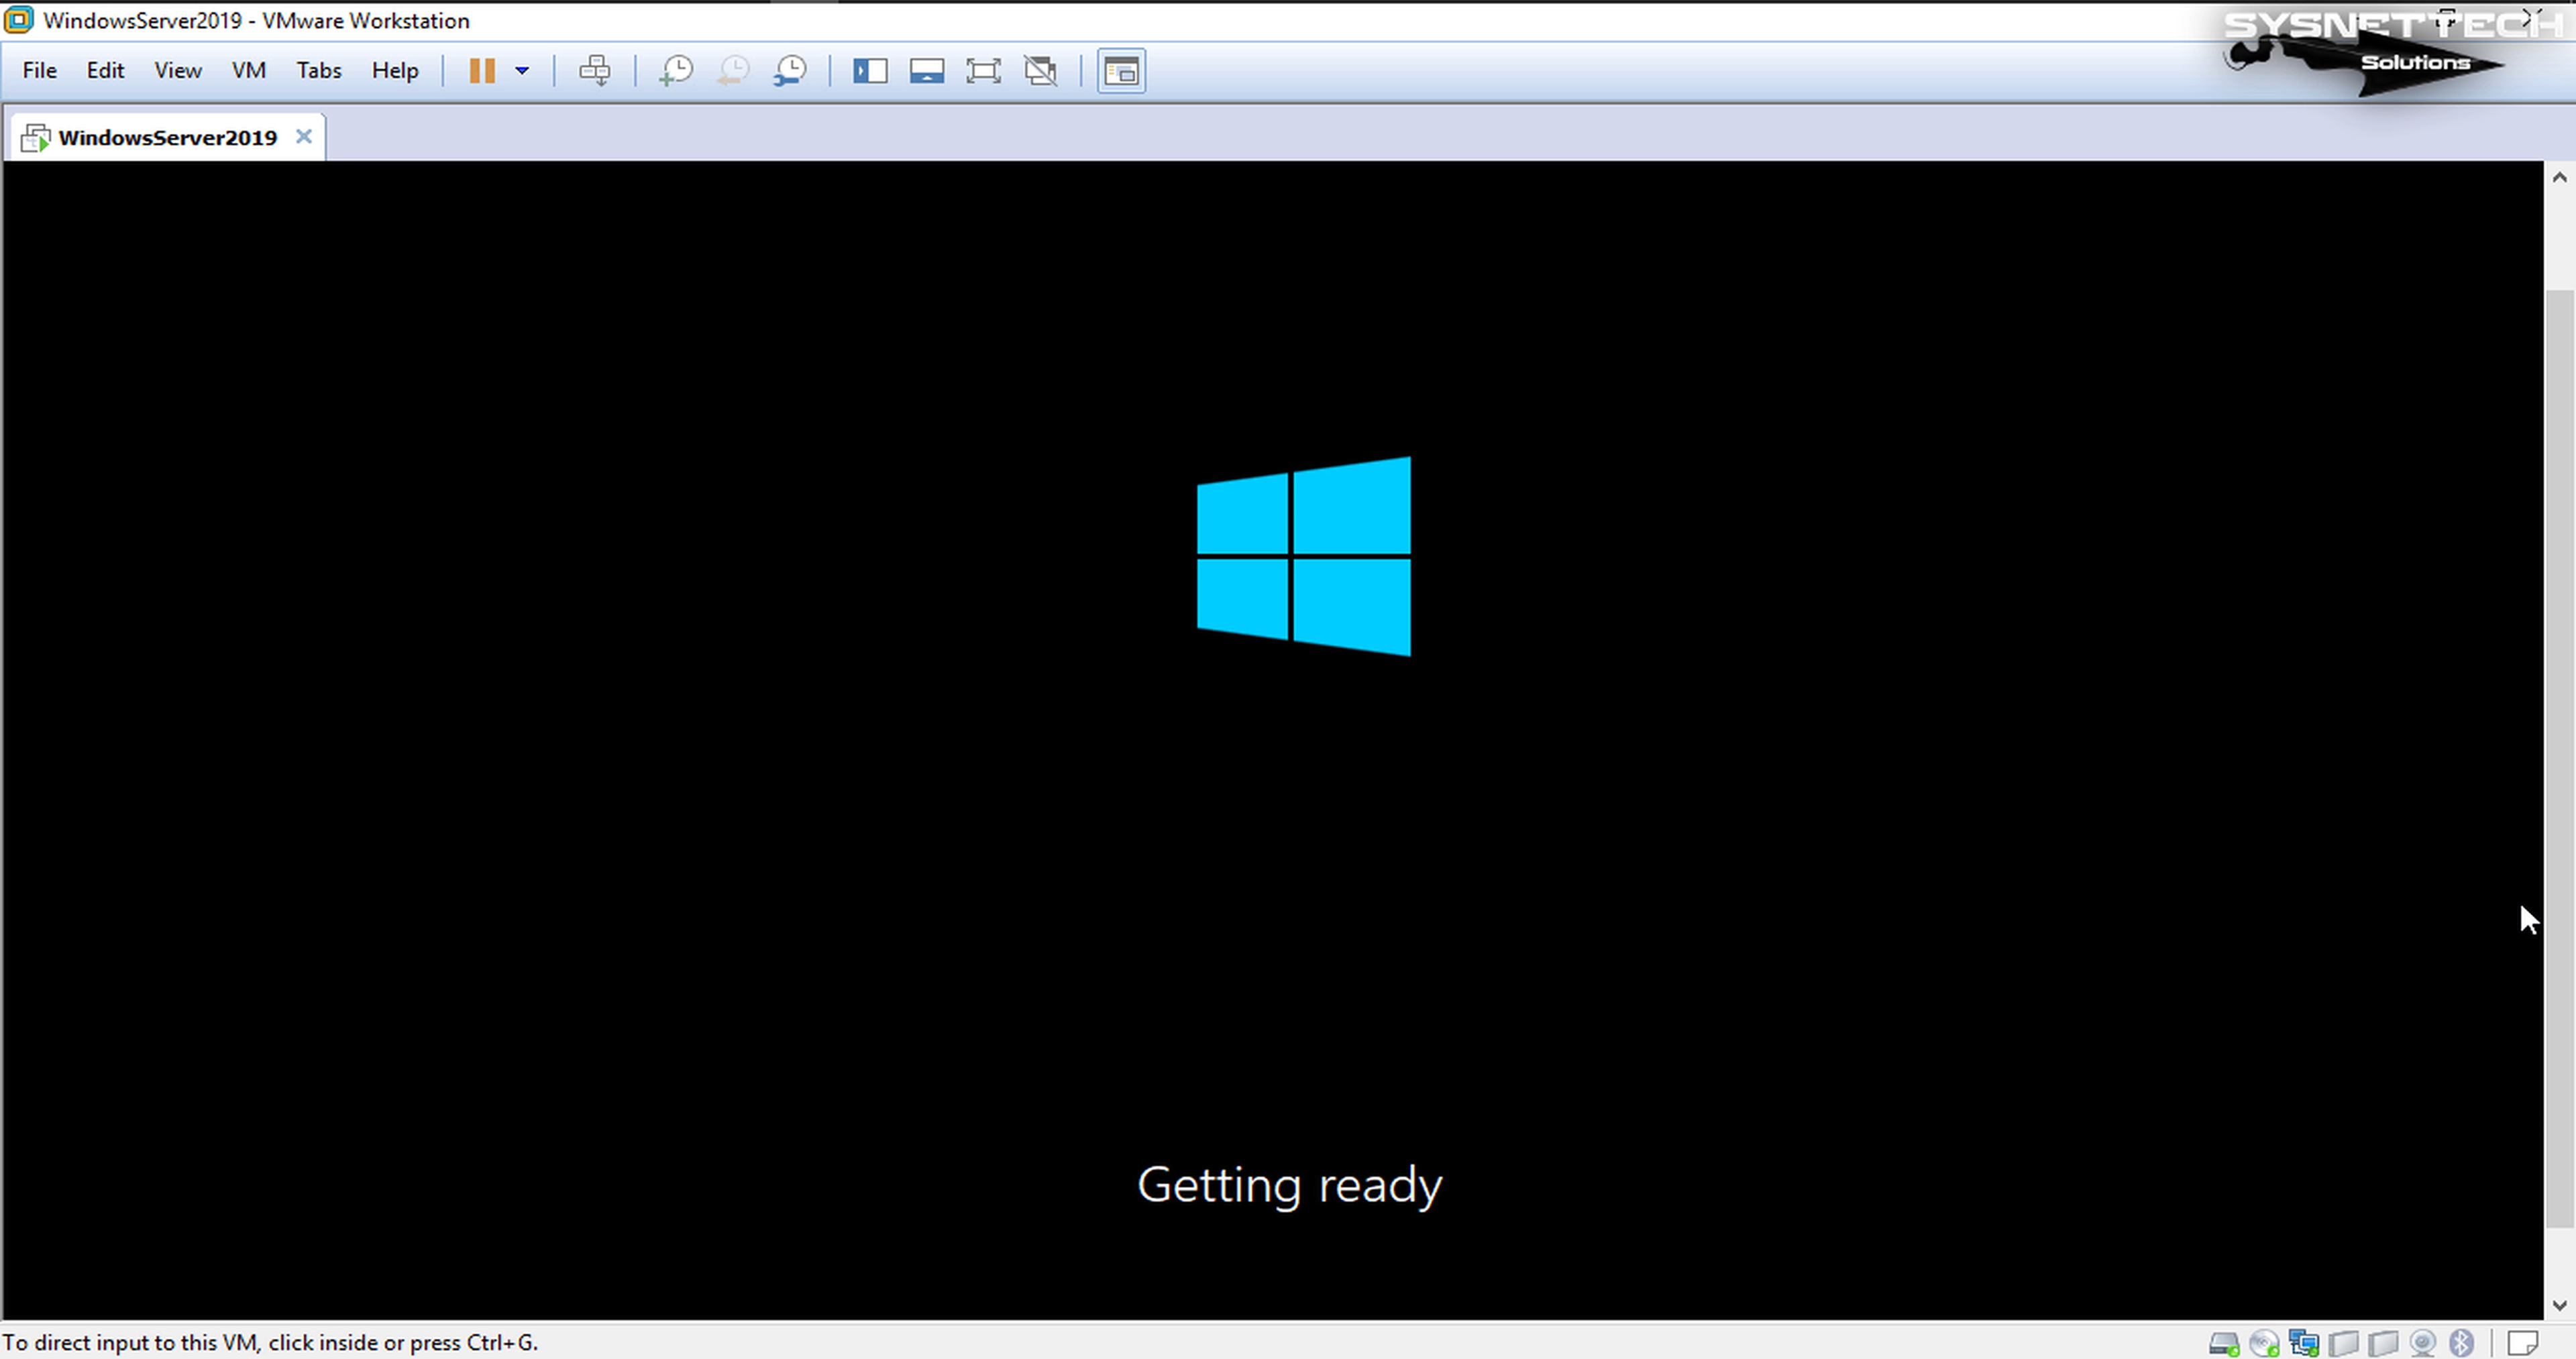 WindowsServer2019 - VMware Workstation
SYSNETTECH
Solutions
File Edit View VM Tabs Help
WindowsServer2019
Getting ready
To direct input to this VM, click inside or press Ctrl+G.